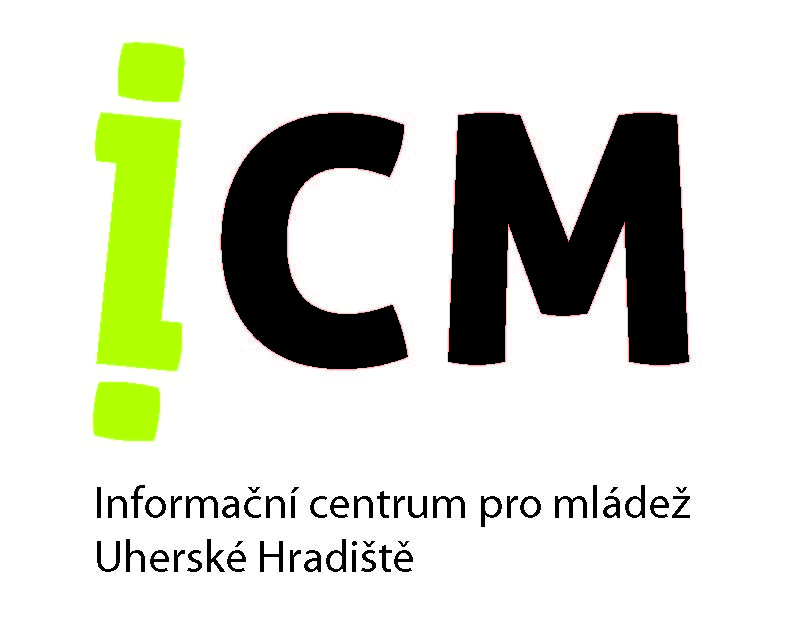 iCM
Informační centrum pro mládež
Uherské Hradiště